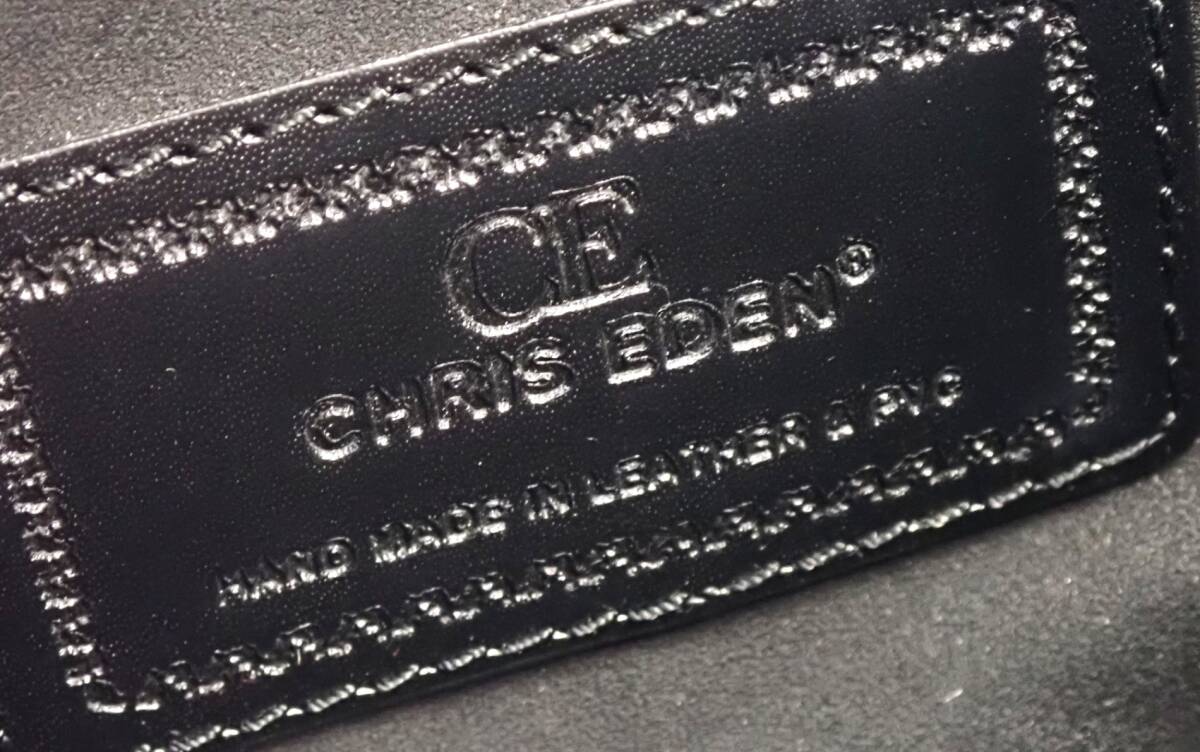 CE
CHRIS EDEN®
HAND MADE IN LEATHER & PVC